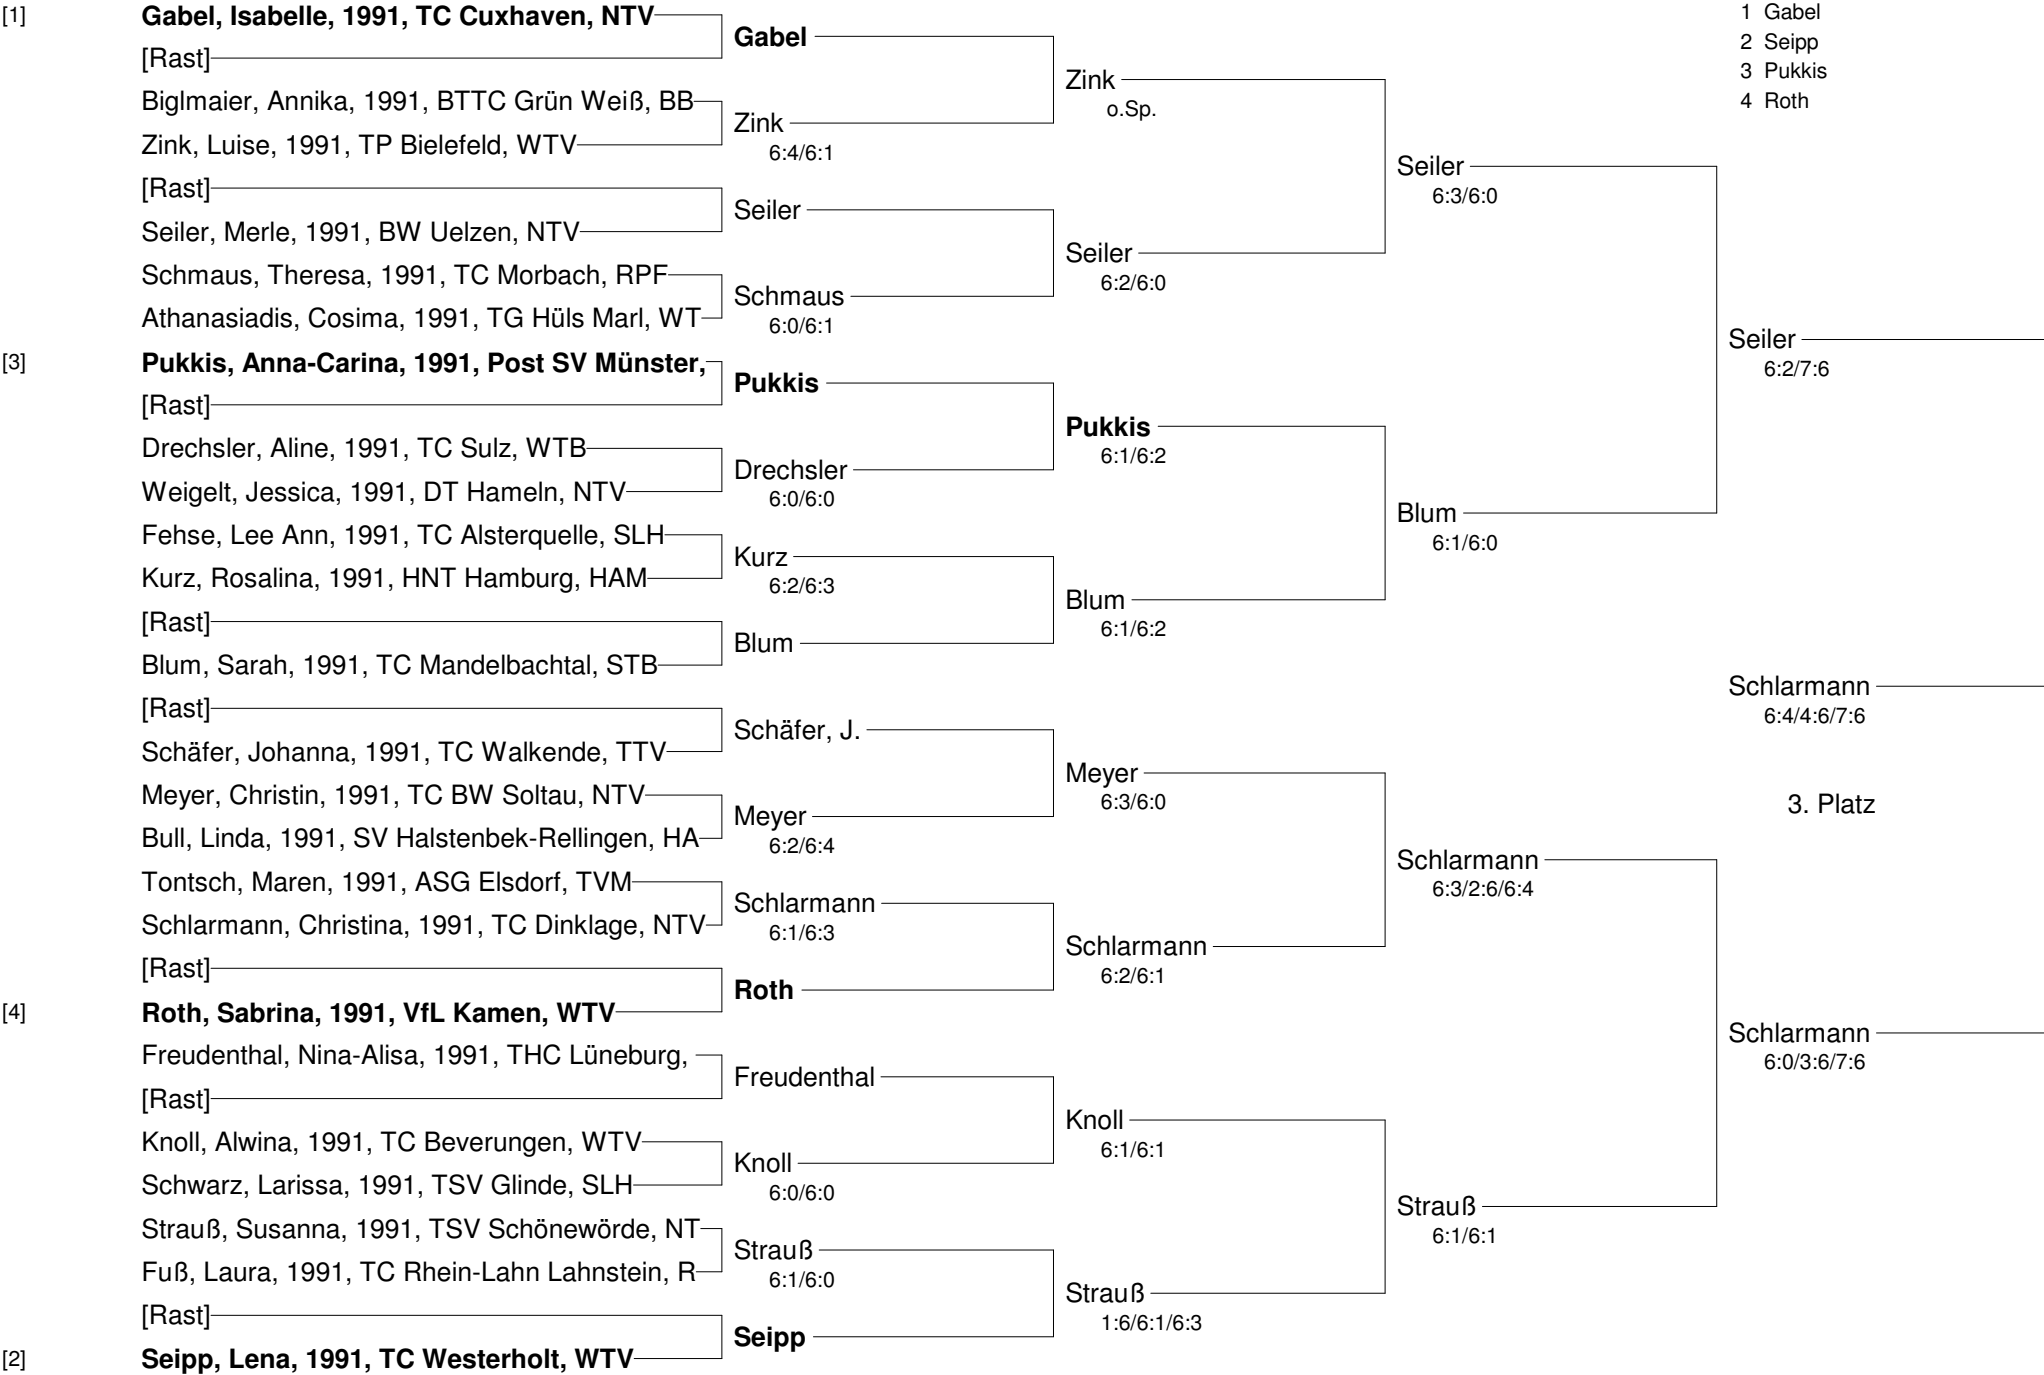 [1] Gabel, Isabelle, 1991, TC Cuxhaven, NTV
[Rast]
Biglmaier, Annika, 1991, BTTC Grün Weiß, BB
Zink, Luise, 1991, TP Bielefeld, WTV
[Rast]
Seiler, Merle, 1991, BW Uelzen, NTV
Schmaus, Theresa, 1991, TC Morbach, RPF
Athanasiadis, Cosima, 1991, TG Hüls Marl, WT
[3] Pukkis, Anna-Carina, 1991, Post SV Münster,
[Rast]
Drechsler, Aline, 1991, TC Sulz, WTB
Weigelt, Jessica, 1991, DT Hameln, NTV
Fehse, Lee Ann, 1991, TC Alsterquelle, SLH
Kurz, Rosalina, 1991, HNT Hamburg, HAM
[Rast]
Blum, Sarah, 1991, TC Mandelbachtal, STB
[Rast]
Schäfer, Johanna, 1991, TC Walkende, TTV
Meyer, Christin, 1991, TC BW Soltau, NTV
Bull, Linda, 1991, SV Halstenbek-Rellingen, HA
Tontsch, Maren, 1991, ASG Elsdorf, TVM
Schlarmann, Christina, 1991, TC Dinklage, NTV
[Rast]
[4] Roth, Sabrina, 1991, VfL Kamen, WTV
Freudenthal, Nina-Alisa, 1991, THC Lüneburg,
[Rast]
Knoll, Alwina, 1991, TC Beverungen, WTV
Schwarz, Larissa, 1991, TSV Glinde, SLH
Strauß, Susanna, 1991, TSV Schönewörde, NT
Fuß, Laura, 1991, TC Rhein-Lahn Lahnstein, R
[Rast]
[2] Seipp, Lena, 1991, TC Westerholt, WTV
Gabel
Zink
6:4/6:1
Seiler
Schmaus
6:0/6:1
Pukkis
Drechsler
6:0/6:0
Kurz
6:2/6:3
Blum
Schäfer, J.
Meyer
6:2/6:4
Schlarmann
6:1/6:3
Roth
Freudenthal
Knoll
6:0/6:0
Strauß
6:1/6:0
Seipp
Zink
o.Sp.
Seiler
6:2/6:0
Pukkis
6:1/6:2
Blum
6:1/6:2
Meyer
6:3/6:0
Schlarmann
6:2/6:1
Knoll
6:1/6:1
Strauß
1:6/6:1/6:3
Seiler
6:3/6:0
Blum
6:1/6:0
Schlarmann
6:3/2:6/6:4
Strauß
6:1/6:1
1 Gabel
2 Seipp
3 Pukkis
4 Roth
Seiler
6:2/7:6
Schlarmann
6:4/4:6/7:6
3. Platz
Schlarmann
6:0/3:6/7:6